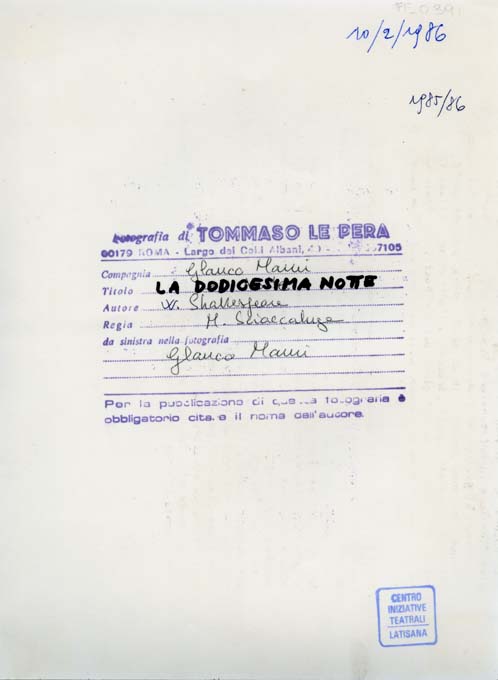 10/2/1986
1985/86
Fotografia di TOMMASO LE PERA
00179 ROMA - Largo dei Colli Albani,
Compagnia Glauco Mauri
Titolo LA DODICESIMA NOTTE
Autore W. Shakespeare
Regia M. Sciaccaluga
da sinistra nella fotografia
Glauco Mauri
Per la pubblicazione di questa fotografia è
obbligatorio citare il nome dell'autore.
CENTRO
INIZIATIVE
TEATRALI
LATISANA